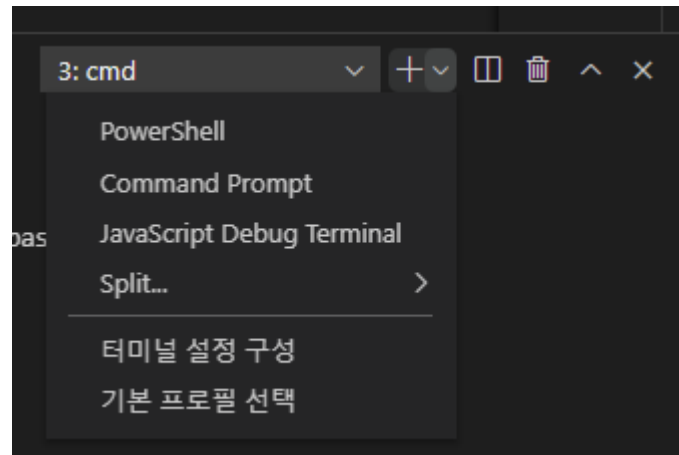 3: cmd
PowerShell
Command Prompt
pas
JavaScript Debug Terminal
Split...
터미널 설정 구성
기본 프로필 선택